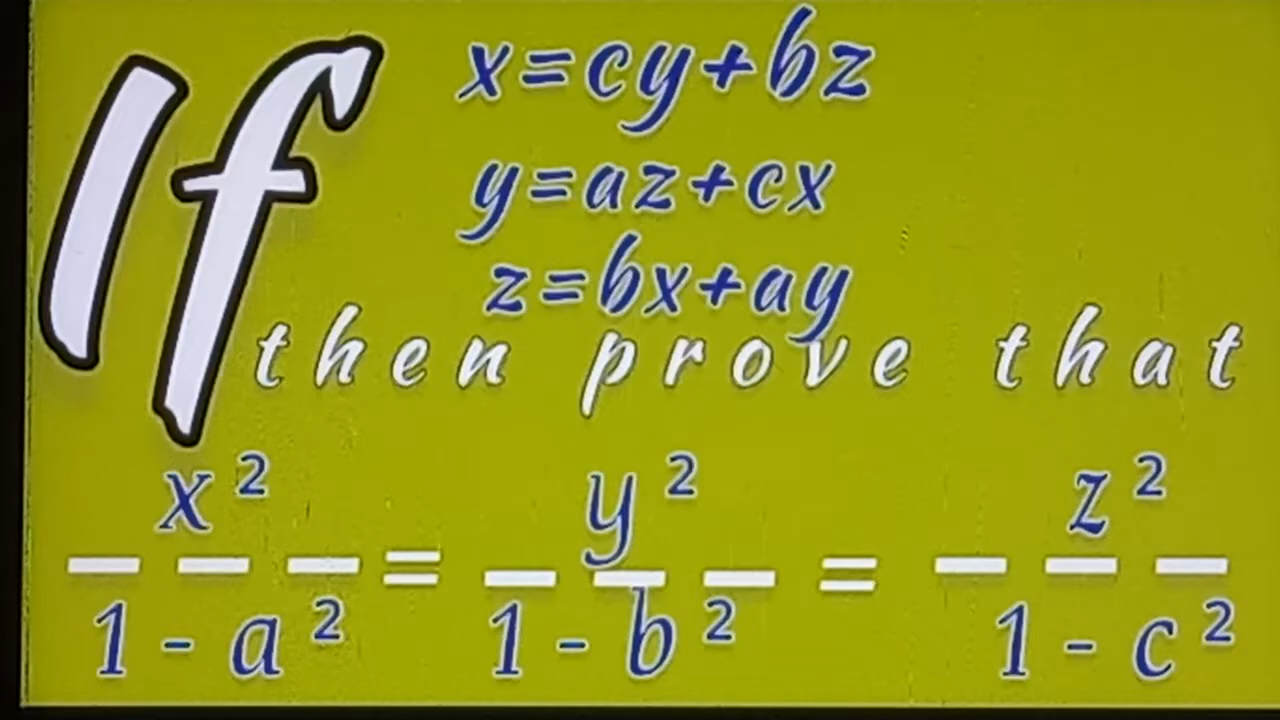 If
x=cy+bz
y=az+cx
z=bx+ay
then prove that
x² / 1-a² = y² / 1-b² = z² / 1-c²